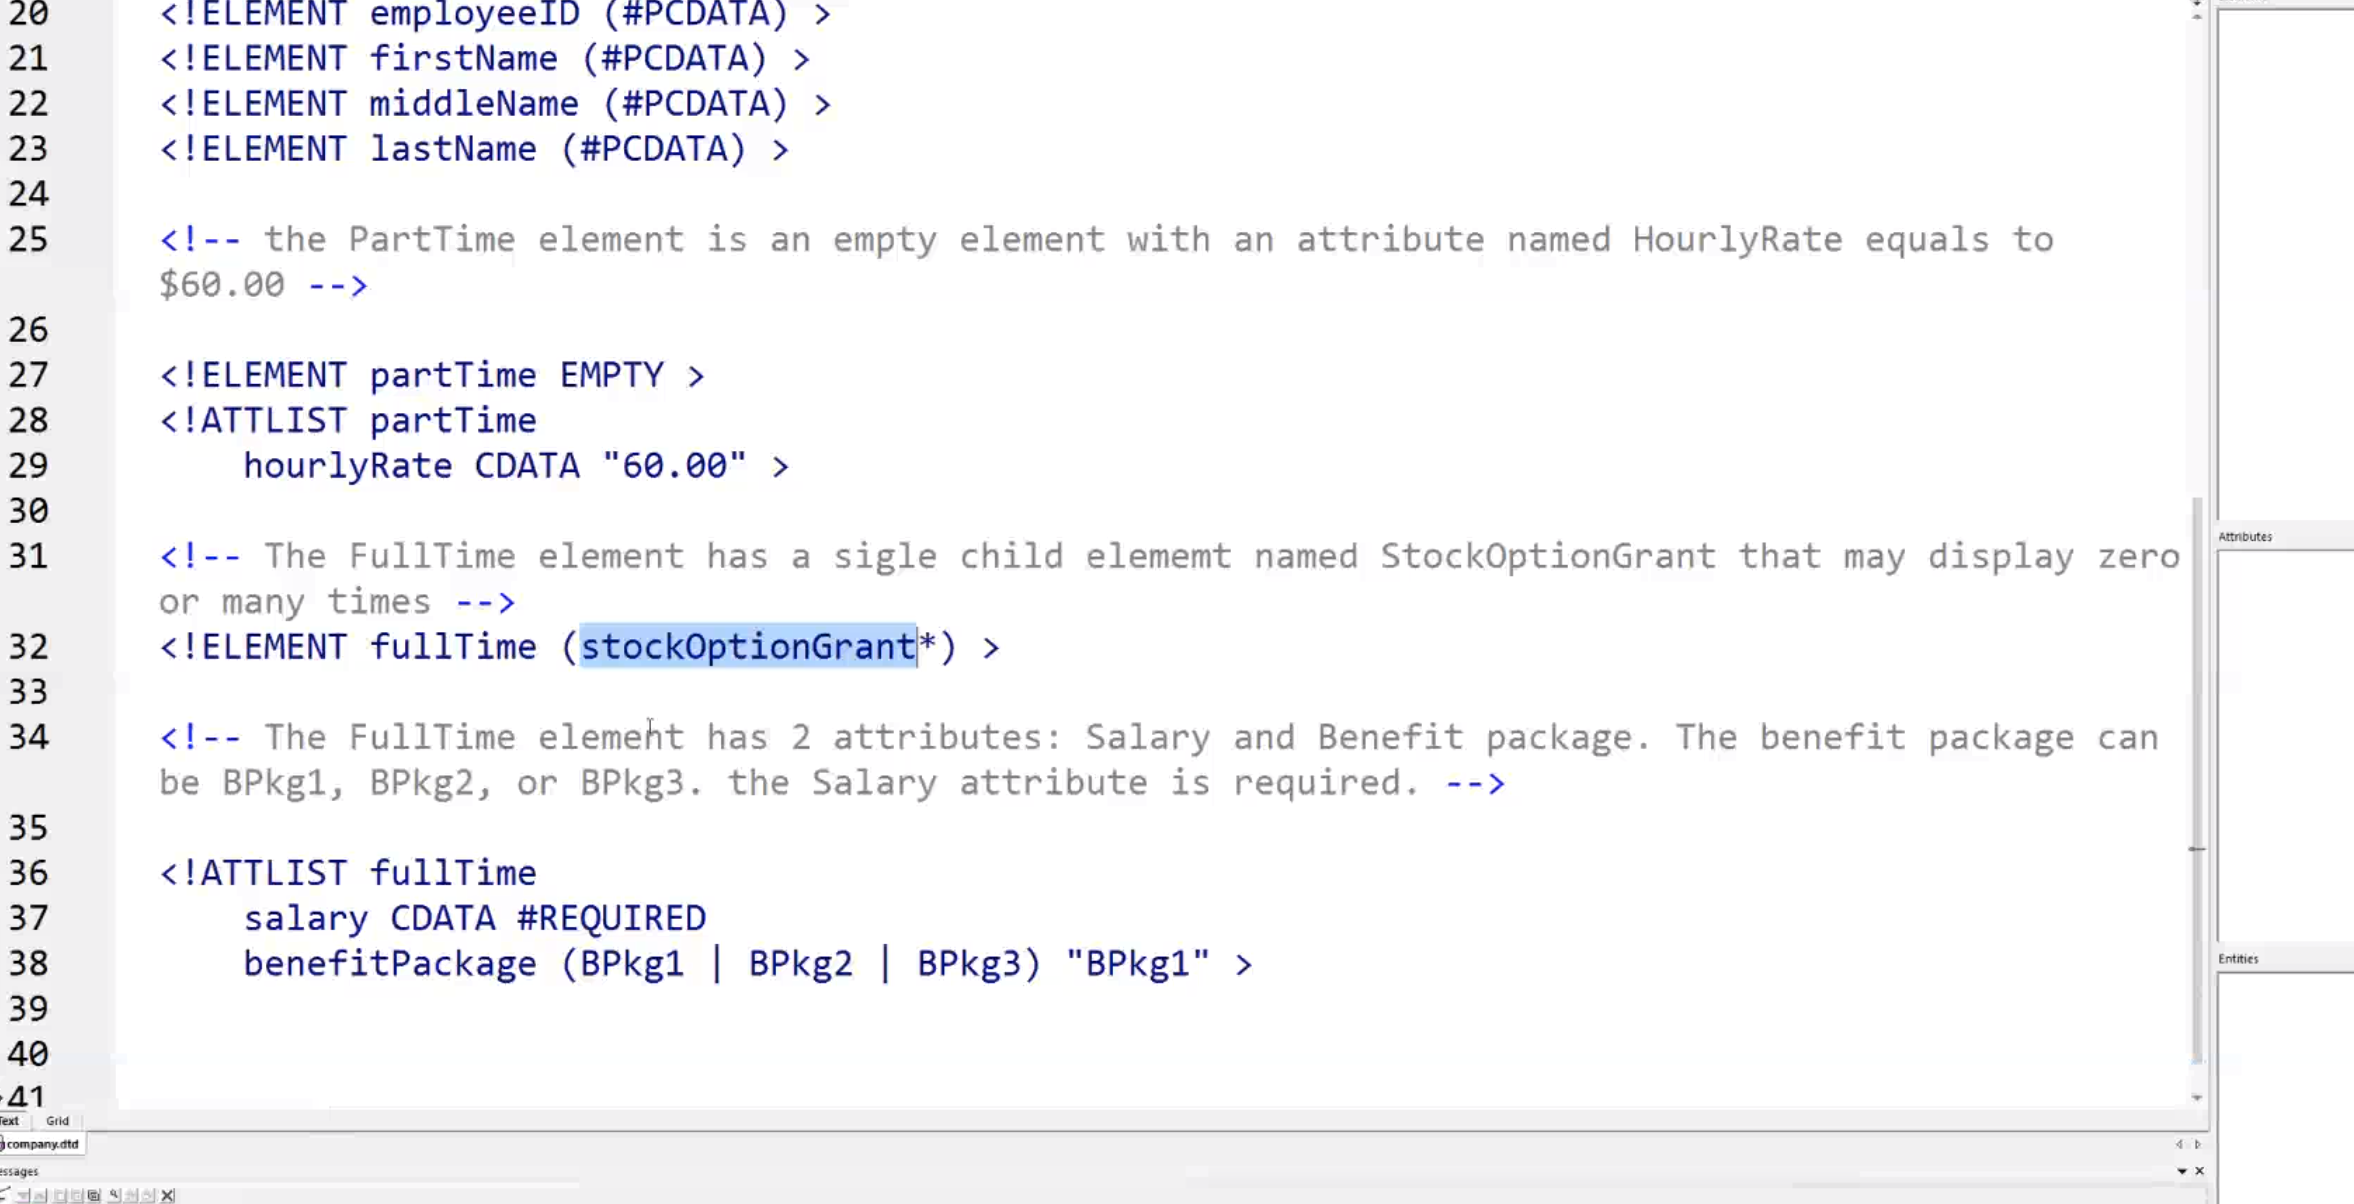 20 <!ELEMENT employeeID (#PCDATA) >
21 <!ELEMENT firstName (#PCDATA) >
22 <!ELEMENT middleName (#PCDATA) >
23 <!ELEMENT lastName (#PCDATA) >
24
25 <!-- the PartTime element is an empty element with an attribute named HourlyRate equals to
$60.00 -->
26
27 <!ELEMENT partTime EMPTY >
28 <!ATTLIST partTime
29 hourlyRate CDATA "60.00" >
30
31 <!-- The FullTime element has a sigle child elememt named StockOptionGrant that may display zero
or many times -->
32 <!ELEMENT fullTime (stockOptionGrant*) >
33
34 <!-- The FullTime element has 2 attributes: Salary and Benefit package. The benefit package can
be BPkg1, BPkg2, or BPkg3. the Salary attribute is required. -->
35
36 <!ATTLIST fullTime
37 salary CDATA #REQUIRED
38 benefitPackage (BPkg1 | BPkg2 | BPkg3) "BPkg1" >
39
40
41
Text Grid
company.dtd
essages
Attributes
Entities